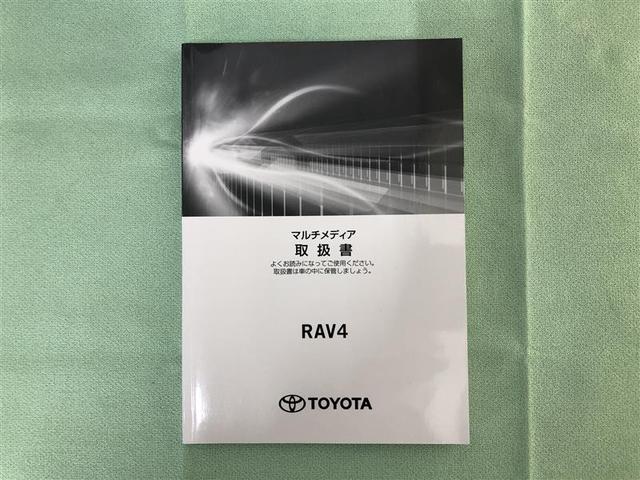 マルチメディア
取扱書
よくお読みになってご使用ください。
取扱書は車の中に保管しましょう。
RAV4
TOYOTA